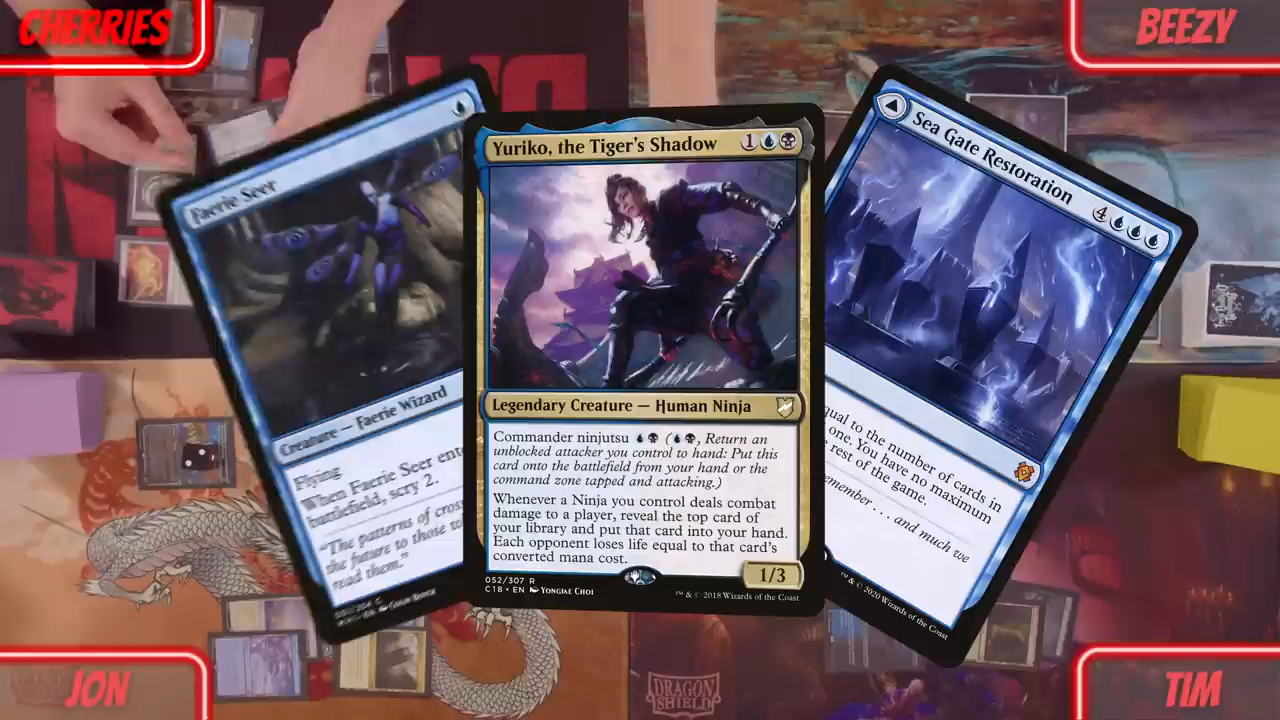 CHERRIES
BEEZY
Faerie Seer
Creature — Faerie Wizard
Flying
When Faerie Seer
battlefield, scry 2.
"The patterns of
the future to those
read them."
Yuriko, the Tiger's Shadow
1
Legendary Creature — Human Ninja
Commander ninjutsu (, Return an
unblocked attacker you control to hand: Put this
card onto the battlefield from your hand or the
command zone tapped and attacking.)
Whenever a Ninja you control deals combat
damage to a player, reveal the top card of
your library and put that card into your hand.
Each opponent loses life equal to that card's
converted mana cost.
1/3
052/307 R
C18 • EN Yongjae Choi
™ & © 2018 Wizards of the Coast
Sea Gate Restoration
4
equal to the number of cards in
one. You have no maximum
rest of the game.
and much we
™ & © 2020 Wizards of the Coast
JON
DRAGON
SHIELD
TIM